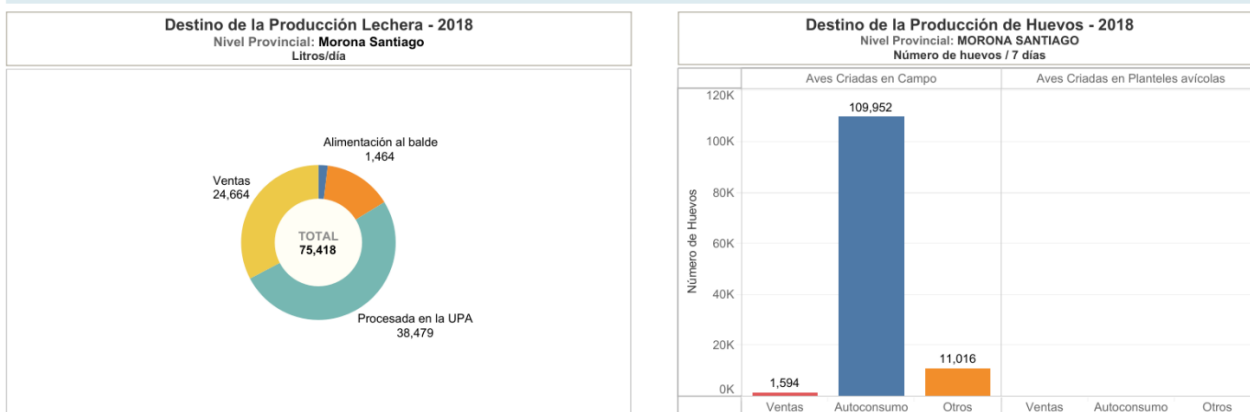 Destino de la Producción Lechera - 2018
Nivel Provincial: Morona Santiago
Litros/día
Alimentación al balde
1,464
Ventas
24,664
TOTAL
75,418
Procesada en la UPA
38,479
Destino de la Producción de Huevos - 2018
Nivel Provincial: MORONA SANTIAGO
Número de huevos / 7 días
Aves Criadas en Campo
Aves Criadas en Planteles avícolas
Número de Huevos
120K
100K
80K
60K
40K
20K
0K
1,594
109,952
11,016
Ventas
Autoconsumo
Otros
Ventas
Autoconsumo
Otros